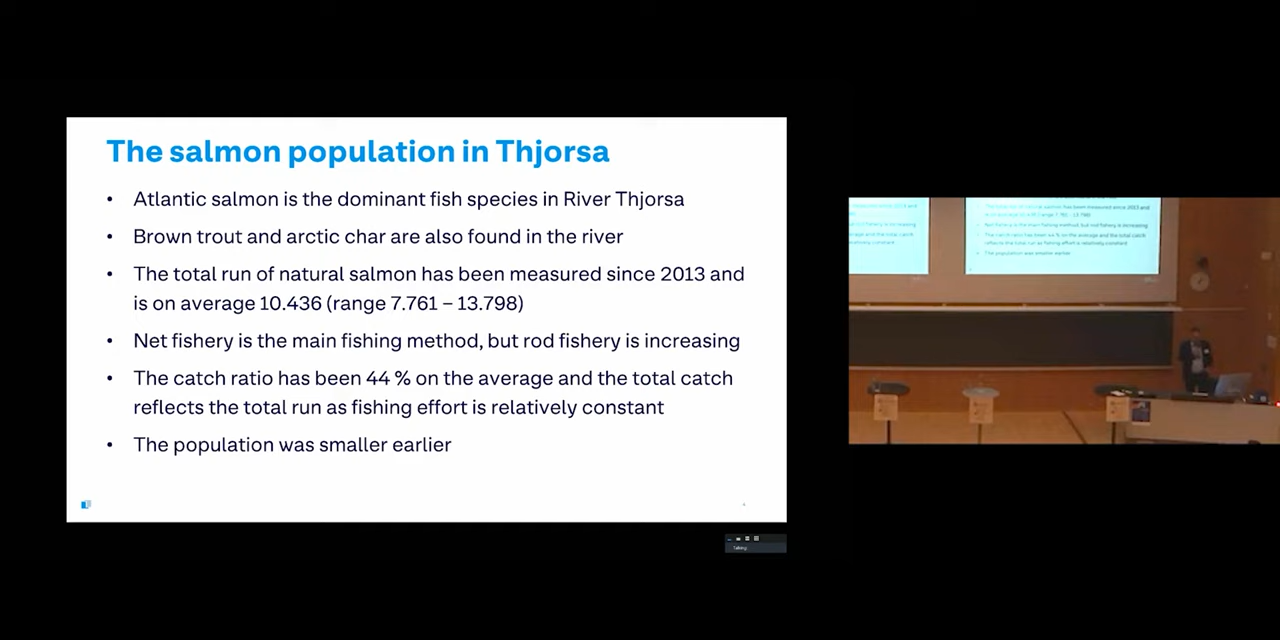 The salmon population in Thjorsa
• Atlantic salmon is the dominant fish species in River Thjorsa
• Brown trout and arctic char are also found in the river
• The total run of natural salmon has been measured since 2013 and
is on average 10.436 (range 7.761 – 13.798)
• Net fishery is the main fishing method, but rod fishery is increasing
• The catch ratio has been 44 % on the average and the total catch
reflects the total run as fishing effort is relatively constant
• The population was smaller earlier
Talking: